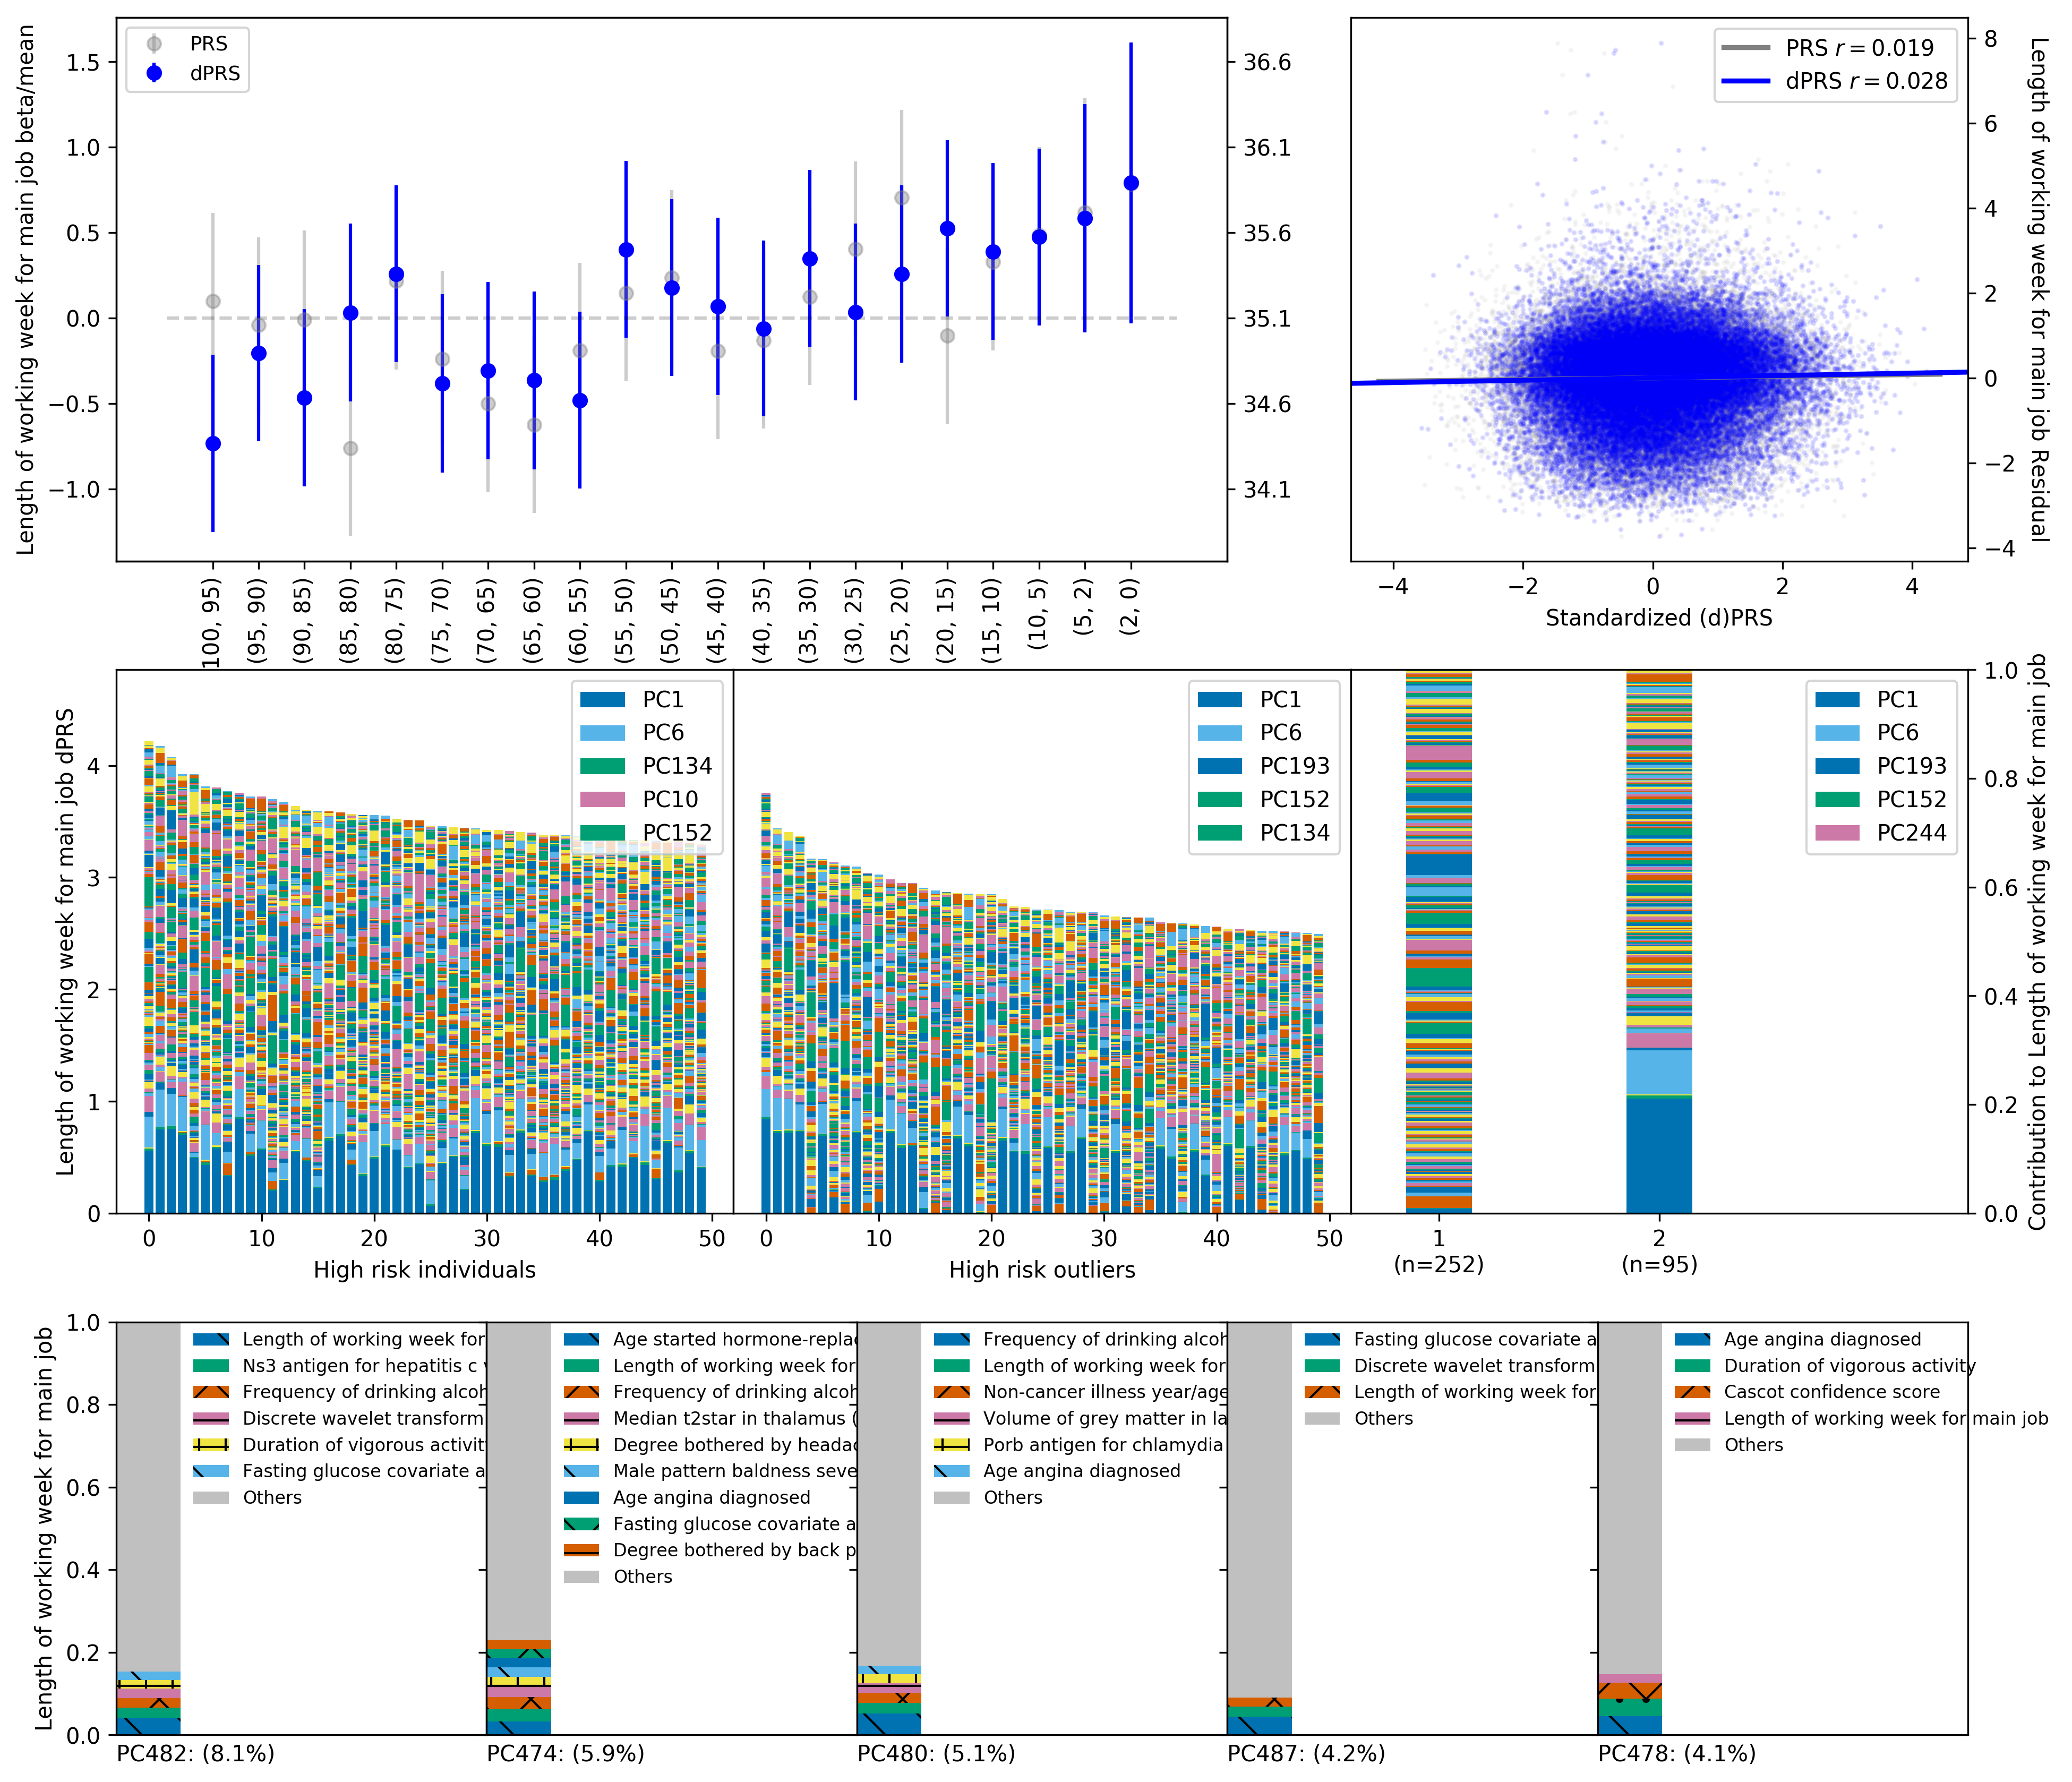 Length of working week for main job beta/mean
1.5
1.0
0.5
0.0
−0.5
−1.0
PRS
dPRS
36.6
36.1
35.6
35.1
34.6
34.1
100, 95)
(95, 90)
(90, 85)
(85, 80)
(80, 75)
(75, 70)
(70, 65)
(65, 60)
(60, 55)
(55, 50)
(50, 45)
(45, 40)
(40, 35)
(35, 30)
(30, 25)
(25, 20)
(20, 15)
(15, 10)
(10, 5)
(5, 2)
(2, 0)
PRS r = 0.019
dPRS r = 0.028
8
6
4
2
0
−2
−4
Length of working week for main job Residual
−4
−2
0
2
4
Standardized (d)PRS
Length of working week for main job dPRS
4
3
2
1
0
PC1
PC6
PC134
PC10
PC152
0
10
20
30
40
50
High risk individuals
PC1
PC6
PC193
PC152
PC134
0
10
20
30
40
50
High risk outliers
PC1
PC6
PC193
PC152
PC244
1
(n=252)
2
(n=95)
1.0
0.8
0.6
0.4
0.2
0.0
Contribution to Length of working week for main job
Length of working week for main job
1.0
0.8
0.6
0.4
0.2
0.0
Length of working week for
Ns3 antigen for hepatitis c v
Frequency of drinking alcoh
Discrete wavelet transform
Duration of vigorous activit
Fasting glucose covariate a
Others
PC482: (8.1%)
Age started hormone-replac
Length of working week for
Frequency of drinking alcoh
Median t2star in thalamus (
Degree bothered by headac
Male pattern baldness seve
Age angina diagnosed
Fasting glucose covariate a
Degree bothered by back p
Others
PC474: (5.9%)
Frequency of drinking alcoh
Length of working week for
Non-cancer illness year/age
Volume of grey matter in la
Porb antigen for chlamydia
Age angina diagnosed
Others
PC480: (5.1%)
Fasting glucose covariate a
Discrete wavelet transform
Length of working week for
Others
PC487: (4.2%)
Age angina diagnosed
Duration of vigorous activity
Cascot confidence score
Length of working week for main job
Others
PC478: (4.1%)